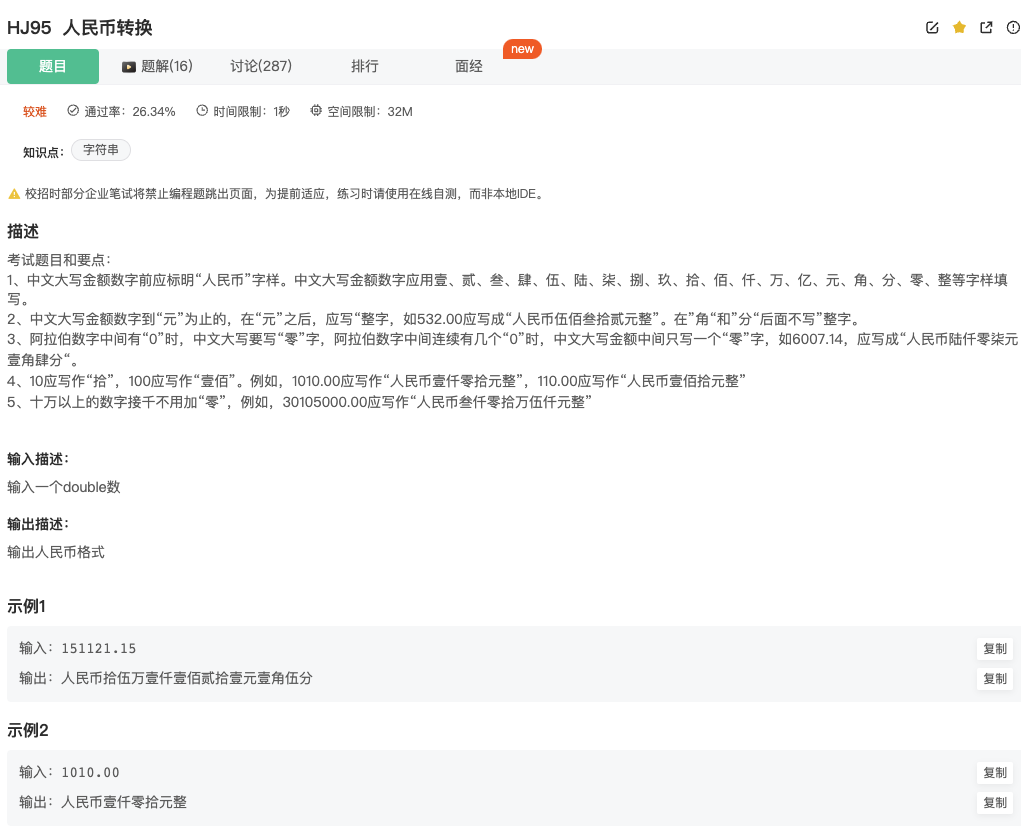 HJ95 人民币转换
new
题目 题解(16) 讨论(287) 排行 面经
较难 通过率：26.34% 时间限制：1秒 空间限制：32M
知识点： 字符串
校招时部分企业笔试将禁止编程题跳出页面，为提前适应，练习时请使用在线自测，而非本地IDE。
描述
考试题目和要点：
1、中文大写金额数字前应标明“人民币”字样。中文大写金额数字应用壹、贰、叁、肆、伍、陆、柒、捌、玖、拾、佰、仟、万、亿、元、角、分、零、整等字样填
写。
2、中文大写金额数字到“元”为止的，在“元”之后，应写“整字，如532.00应写成“人民币伍佰叁拾贰元整”。在”角“和”分“后面不写”整字。
3、阿拉伯数字中间有“0”时，中文大写要写“零”字，阿拉伯数字中间连续有几个“0”时，中文大写金额中间只写一个“零”字，如6007.14，应写成“人民币陆仟零柒元
壹角肆分“。
4、10应写作“拾”，100应写作“壹佰”。例如，1010.00应写作“人民币壹仟零拾元整”，110.00应写作“人民币壹佰拾元整”
5、十万以上的数字接千不用加“零”，例如，30105000.00应写作“人民币叁仟零拾万伍仟元整”
输入描述：
输入一个double数
输出描述：
输出人民币格式
示例1
输入：151121.15 复制
输出：人民币拾伍万壹仟壹佰贰拾壹元壹角伍分 复制
示例2
输入：1010.00 复制
输出：人民币壹仟零拾元整 复制